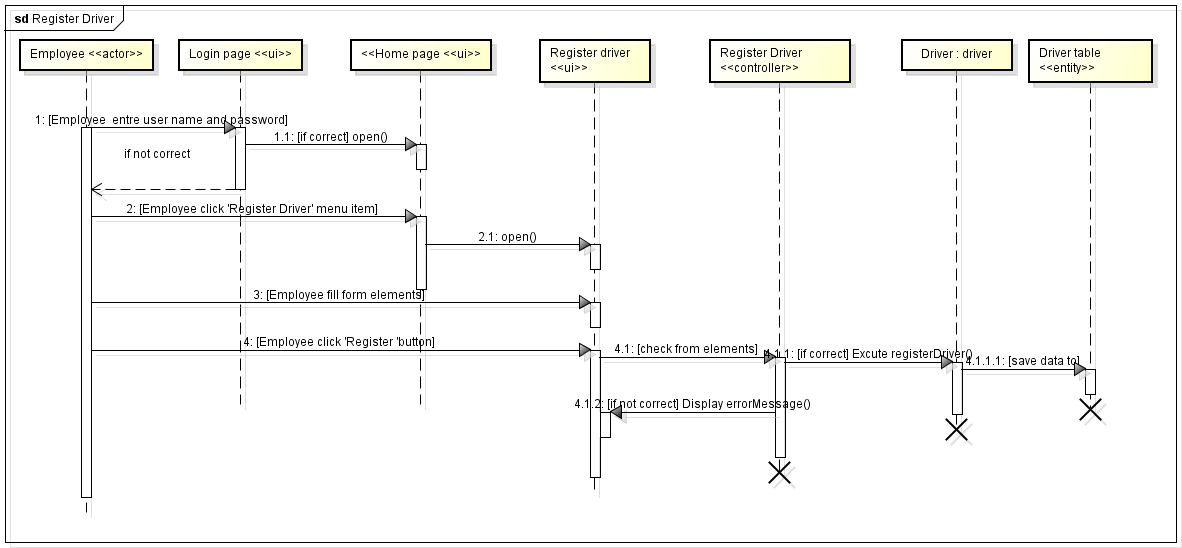 sd Register Driver
Employee <<actor>>
Login page <<ui>>
<<Home page <<ui>>
Register driver
<<ui>>
Register Driver
<<controller>>
Driver : driver
Driver table
<<entity>>
1: [Employee entre user name and password]
1.1: [if correct] open()
if not correct
2: [Employee click 'Register Driver' menu item]
2.1: open()
3: [Employee fill form elements]
4: [Employee click 'Register 'button]
4.1: [check from elements]
4.1.1: [if correct] Excute registerDriver()
4.1.1.1: [save data to]
4.1.2: [if not correct] Display errorMessage()